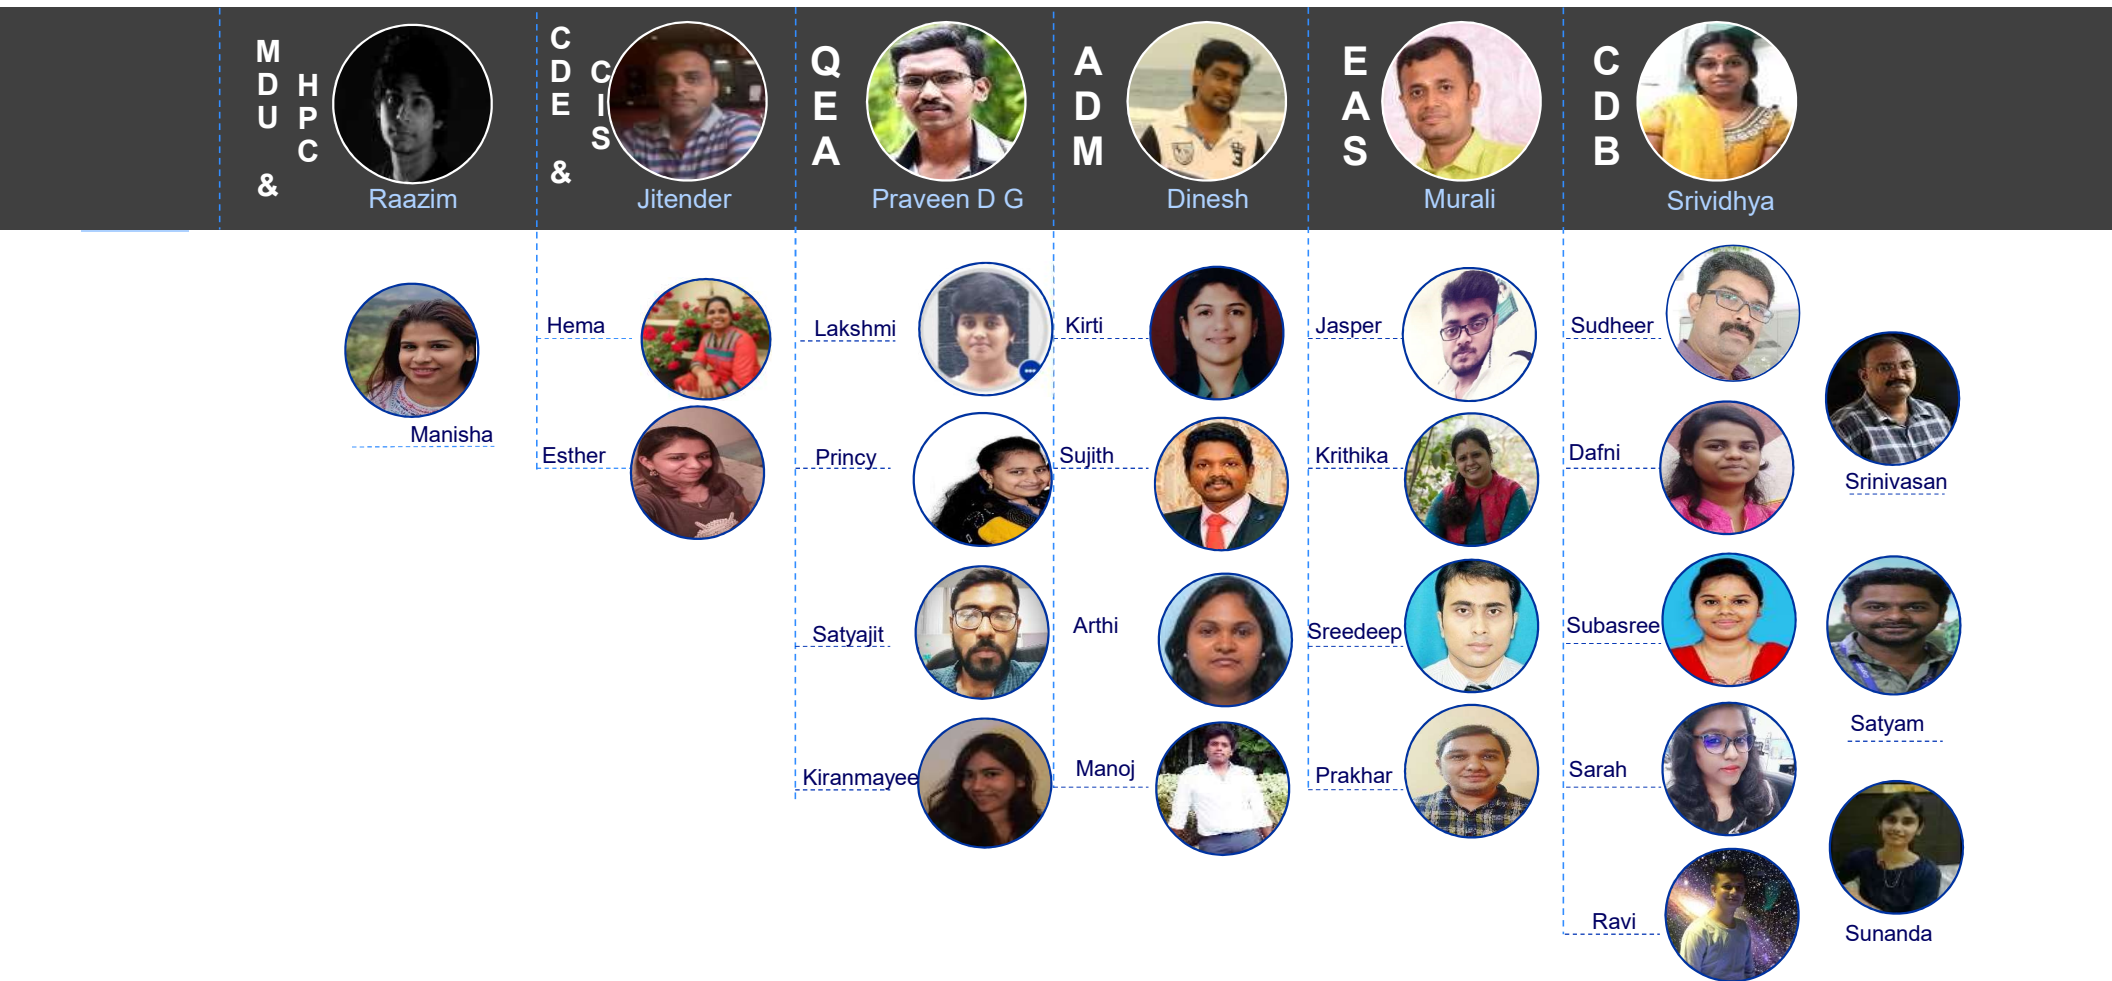 MDU &
HPC
Raazim
CDE &
CIS
Jitender
QEA
Praveen D G
ADM
Dinesh
EAS
Murali
CDB
Srividhya
Manisha
Hema
Esther
Lakshmi
Princy
Satyajit
Kiranmayee
Kirti
Sujith
Arthi
Manoj
Jasper
Krithika
Sreedeep
Prakhar
Sudheer
Dafni
Subasree
Sarah
Ravi
Srinivasan
Satyam
Sunanda